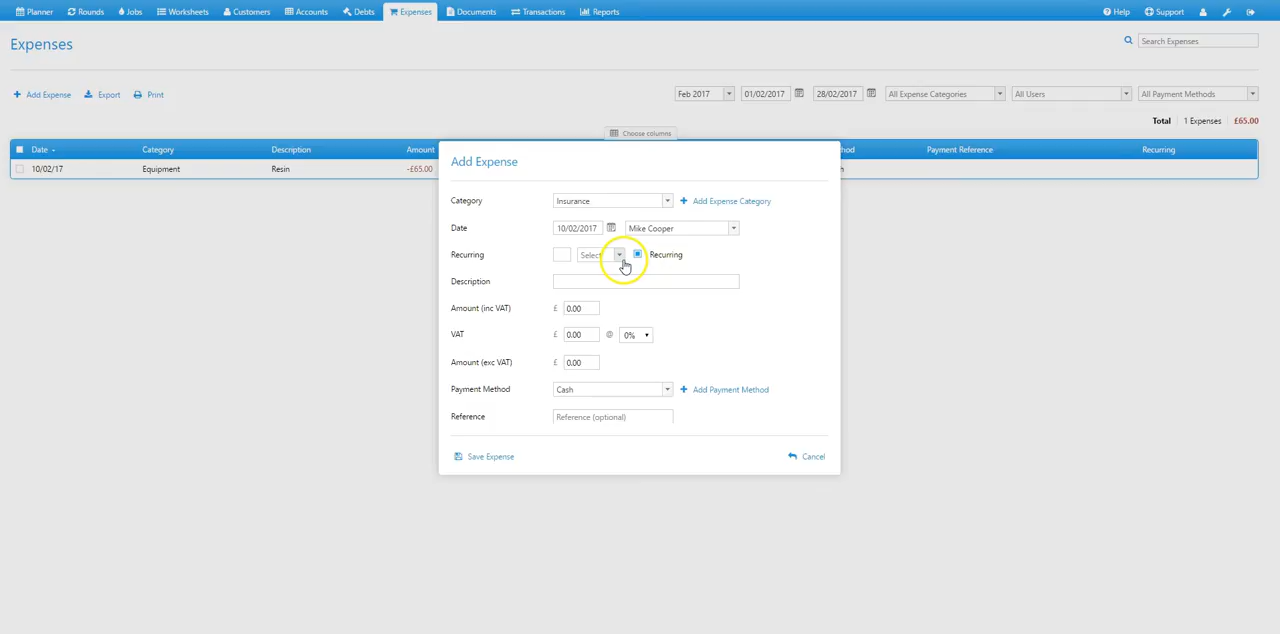 Planner Rounds Jobs Worksheets Customers Accounts Debts Expenses Documents Transactions Reports Help Support
Expenses
Search Expenses
Add Expense Export Print Feb 2017 01/02/2017 28/02/2017 All Expense Categories All Users All Payment Methods
Total 1 Expenses £65.00
Choose columns
Date Category Description Amount Payment Reference Recurring
10/02/17 Equipment Resin -£65.00
Add Expense
Category Insurance Add Expense Category
Date 10/02/2017 Mike Cooper
Recurring Select Recurring
Description
Amount (inc VAT) £ 0.00
VAT £ 0.00 @ 0%
Amount (exc VAT) £ 0.00
Payment Method Cash Add Payment Method
Reference Reference (optional)
Save Expense Cancel